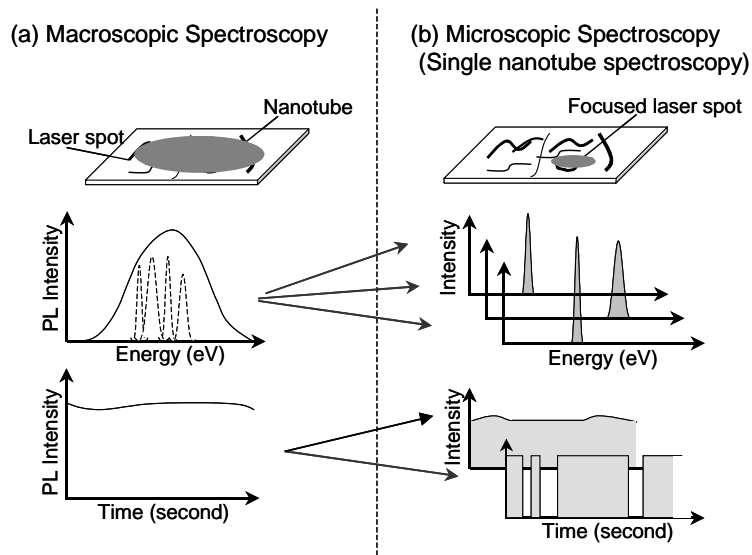 (a) Macroscopic Spectroscopy
Laser spot
Nanotube
PL Intensity
Energy (eV)
PL Intensity
Time (second)
(b) Microscopic Spectroscopy
(Single nanotube spectroscopy)
Focused laser spot
Intensity
Energy (eV)
Intensity
Time (second)